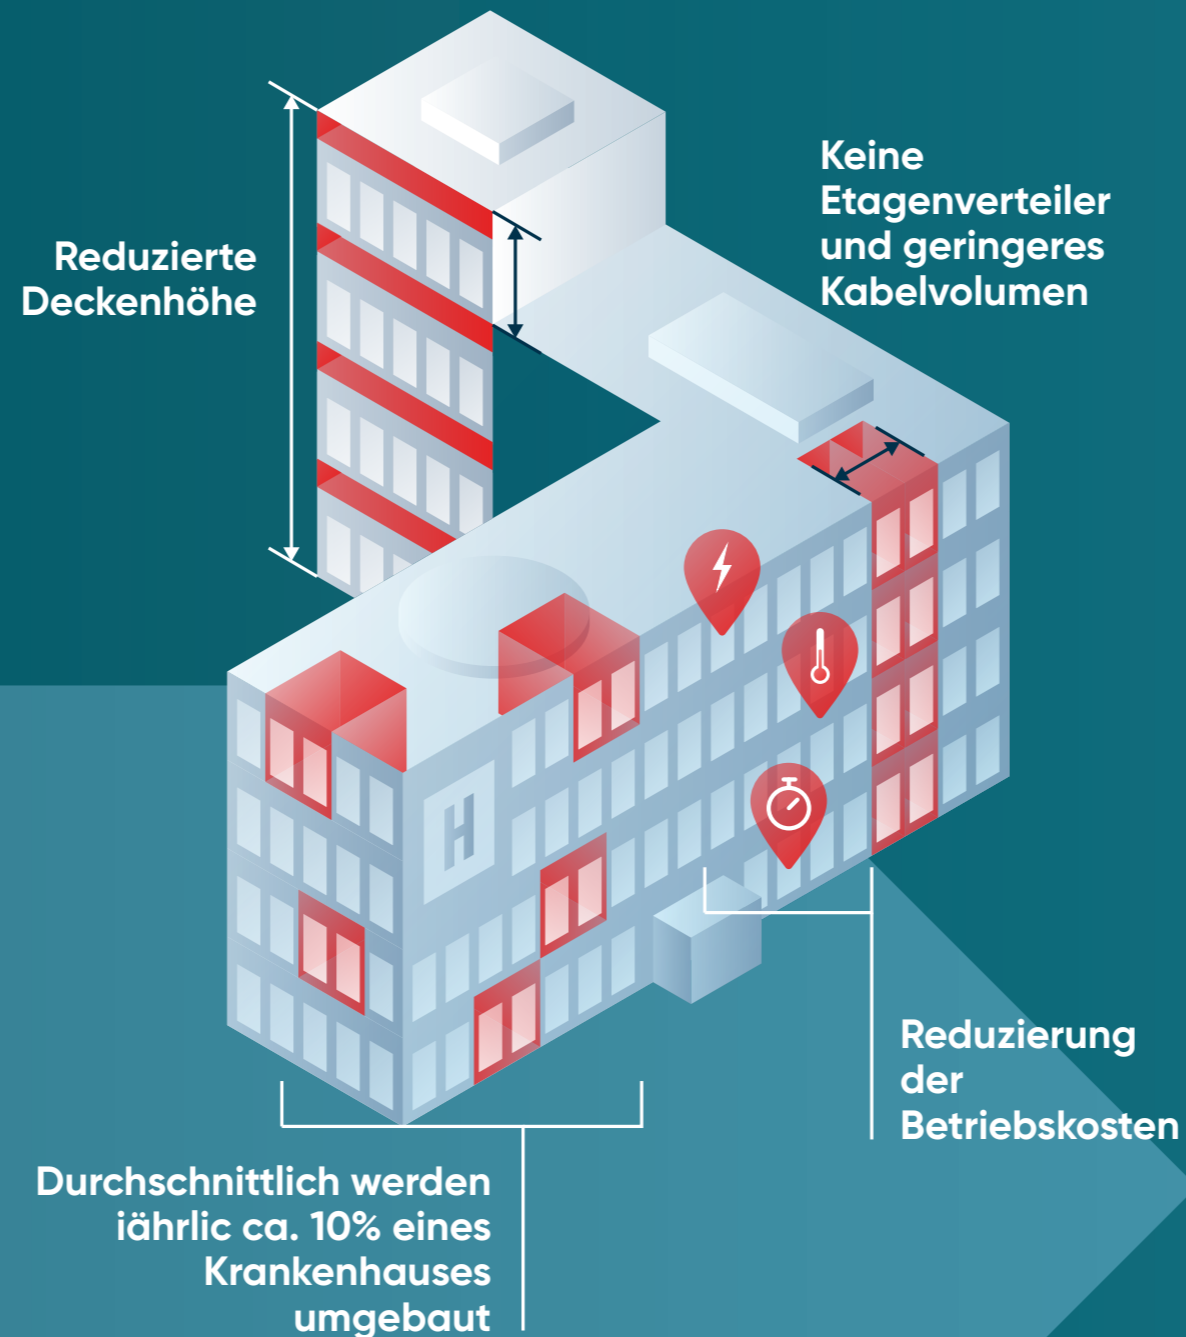 Keine
Etagenverteiler
und geringeres
Kabelvolumen
Reduzierte
Deckenhöhe
H
Reduzierung
der
Betriebskosten
Durchschnittlich werden
iährlic ca. 10% eines
Krankenhauses
umgebaut